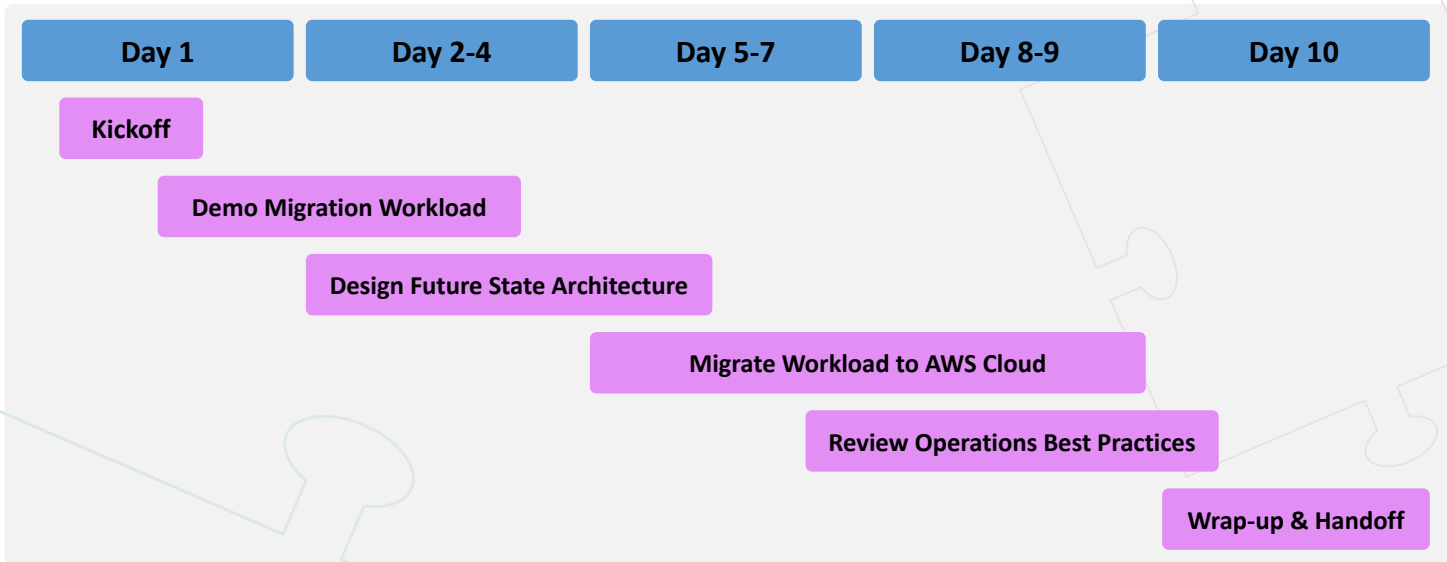 Day 1
Day 2-4
Day 5-7
Day 8-9
Day 10
Kickoff
Demo Migration Workload
Design Future State Architecture
Migrate Workload to AWS Cloud
Review Operations Best Practices
Wrap-up & Handoff